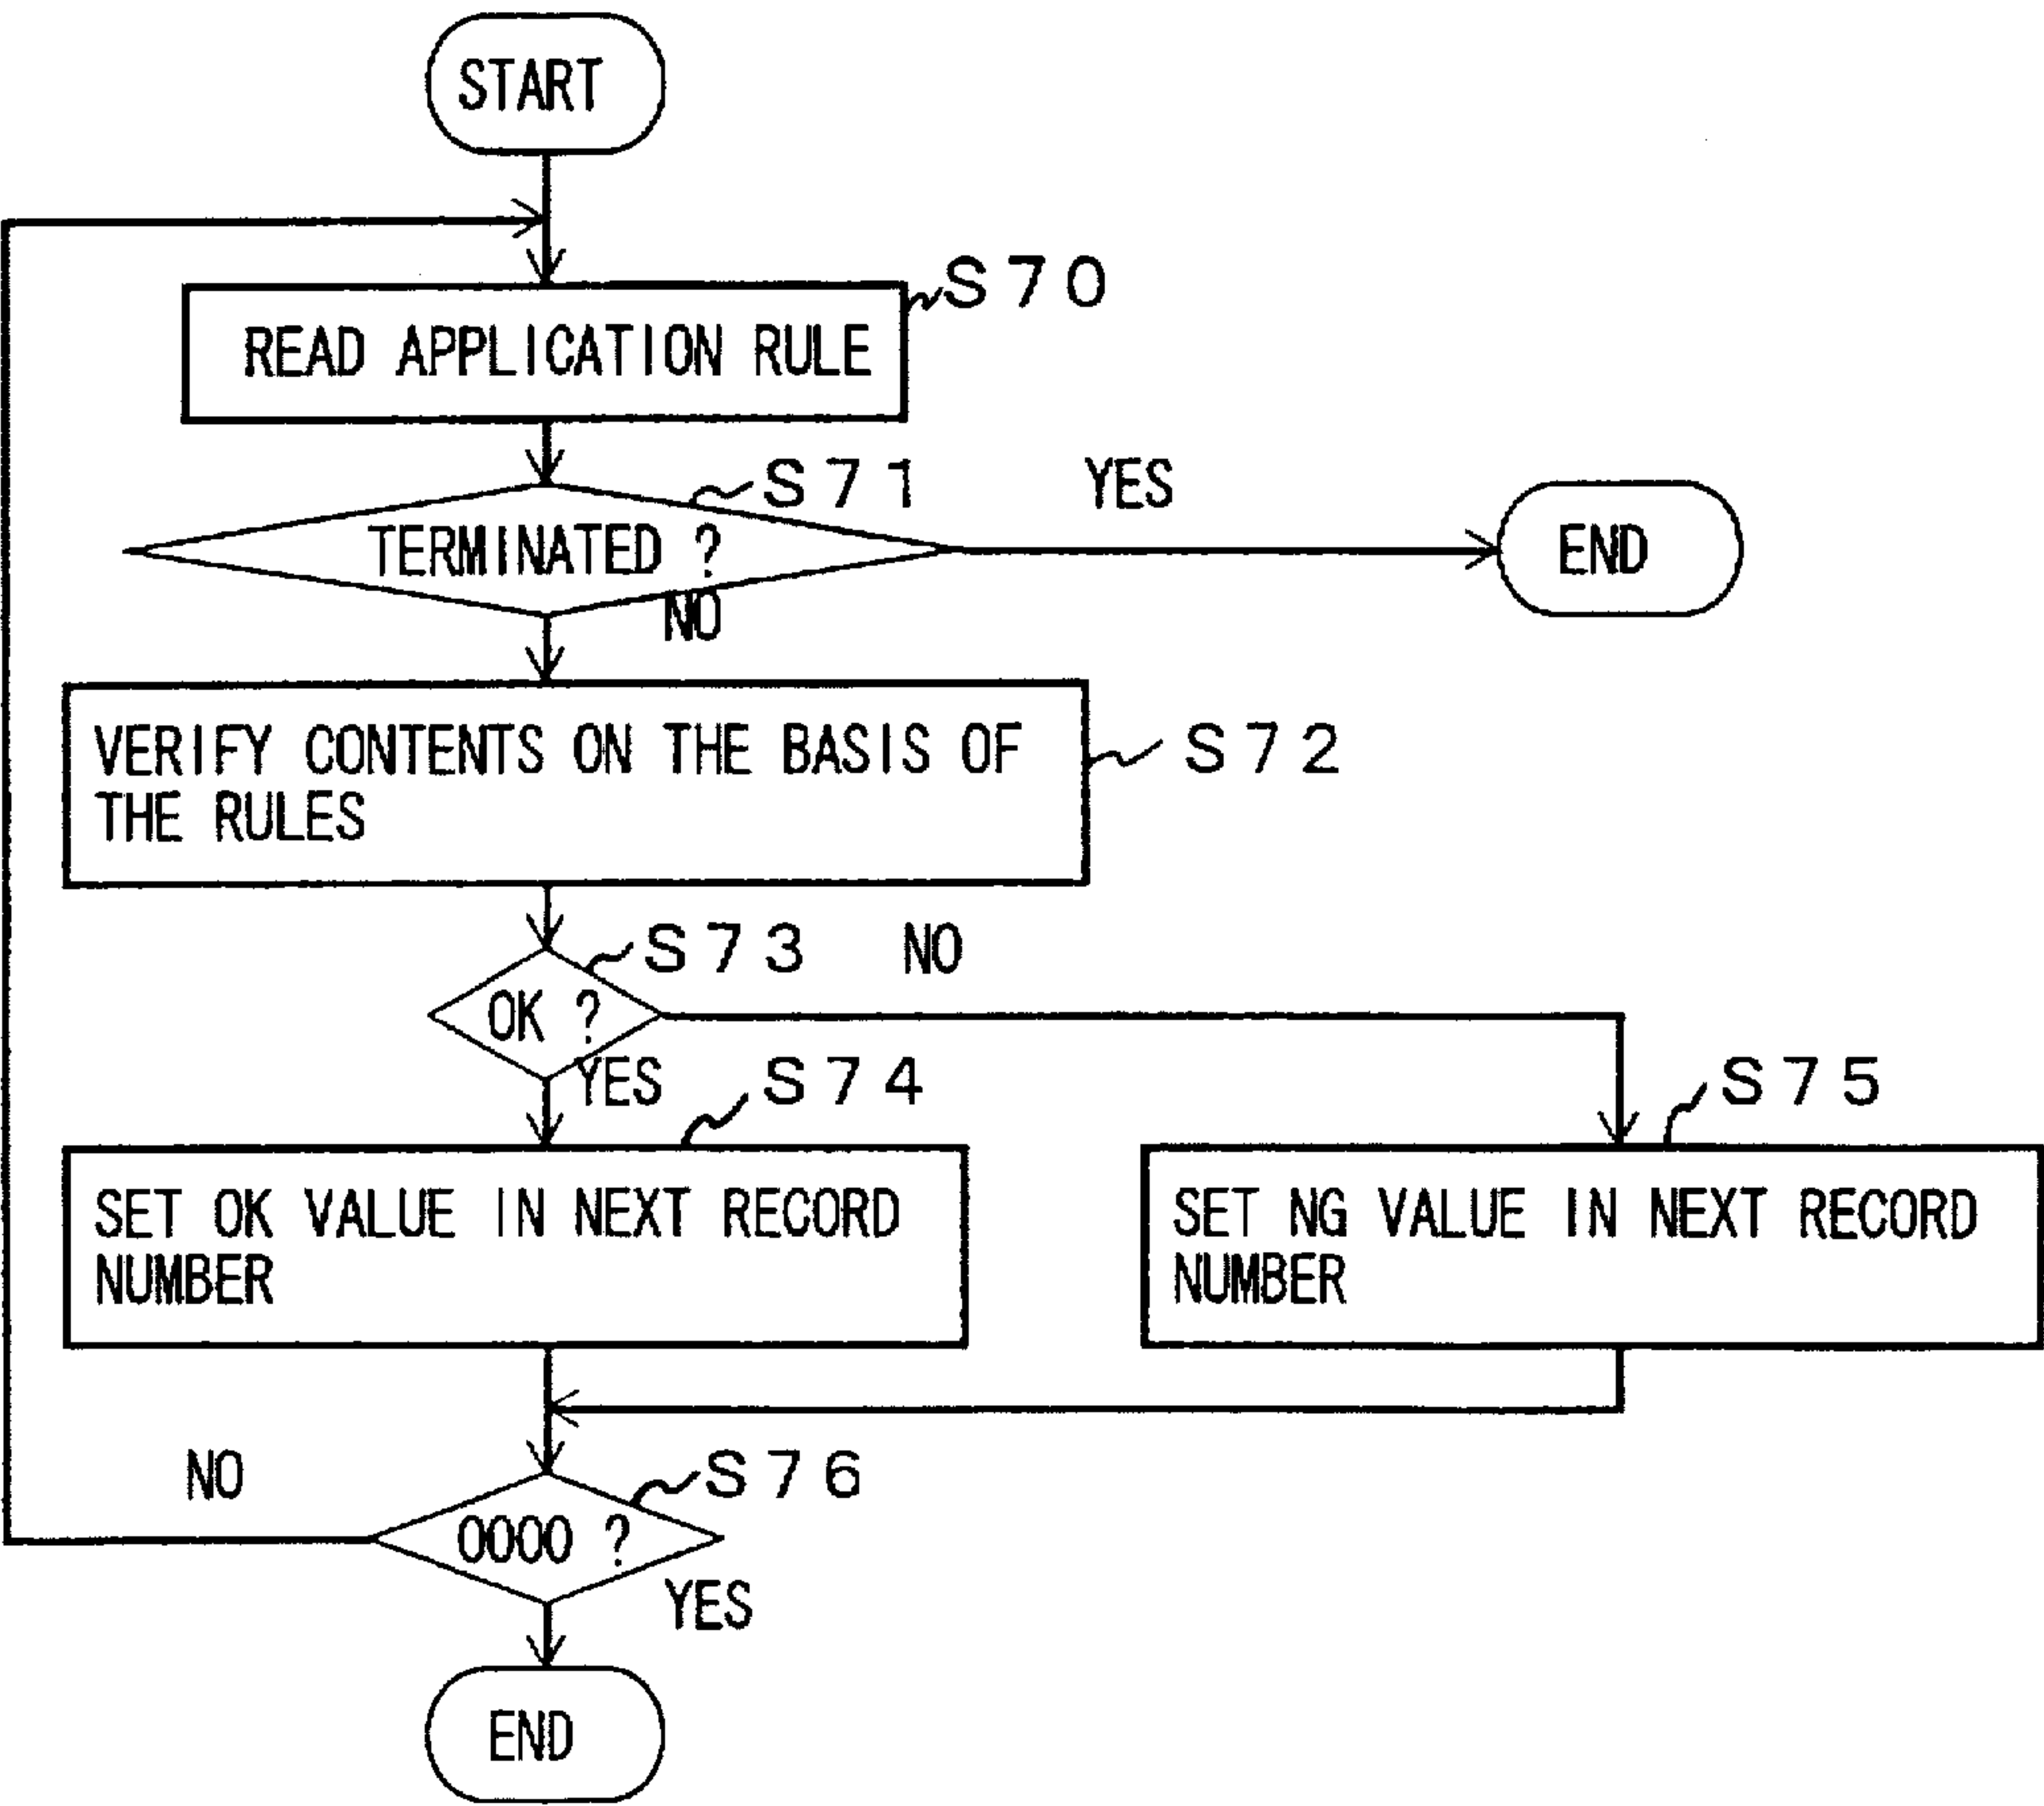 START
S70
READ APPLICATION RULE
S71
YES
TERMINATED ?
END
NO
VERIFY CONTENTS ON THE BASIS OF
THE RULES
S72
S73
NO
OK ?
YES
S74
S75
SET OK VALUE IN NEXT RECORD
NUMBER
SET NG VALUE IN NEXT RECORD
NUMBER
NO
S76
0000 ?
YES
END